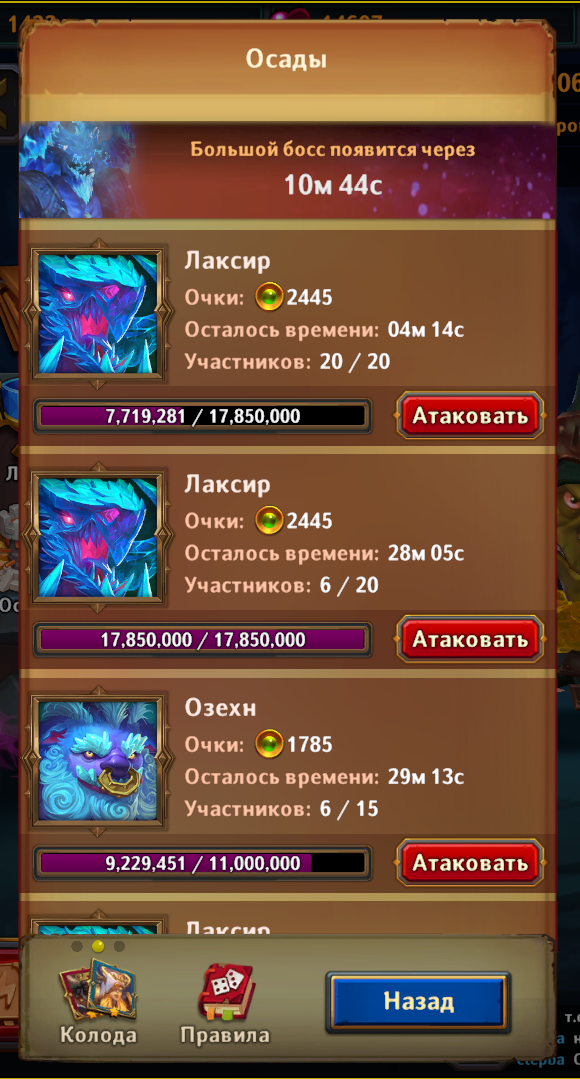 Осады
Большой босс появится через
10м 44с
Лаксир
Очки: 2445
Осталось времени: 04м 14с
Участников: 20 / 20
7,719,281 / 17,850,000
Атаковать
Лаксир
Очки: 2445
Осталось времени: 28м 05с
Участников: 6 / 20
17,850,000 / 17,850,000
Атаковать
Озехн
Очки: 1785
Осталось времени: 29м 13с
Участников: 6 / 15
9,229,451 / 11,000,000
Атаковать
Лаксир
Колода
Правила
Назад